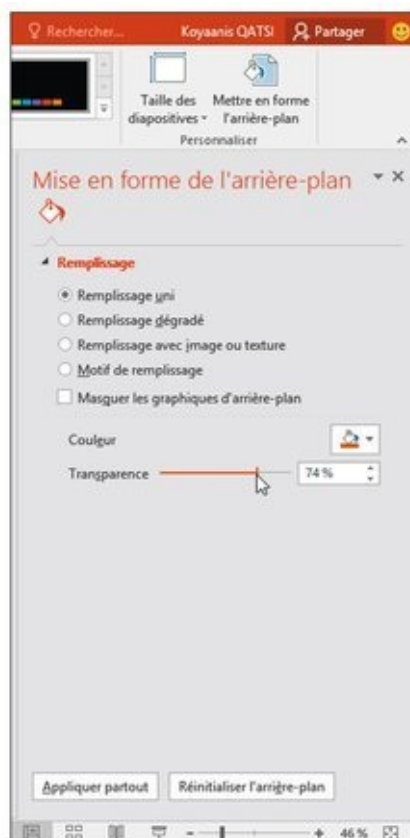 Rechercher... Koyaanis QATSI Partager
Taille des Mettre en forme
diapositives l'arrière-plan
Personnaliser
Mise en forme de l'arrière-plan
Remplissage
Remplissage uni
Remplissage dégradé
Remplissage avec image ou texture
Motif de remplissage
Masquer les graphiques d'arrière-plan
Couleur
Transparence 74 %
Appliquer partout Réinitialiser l'arrière-plan
46 %